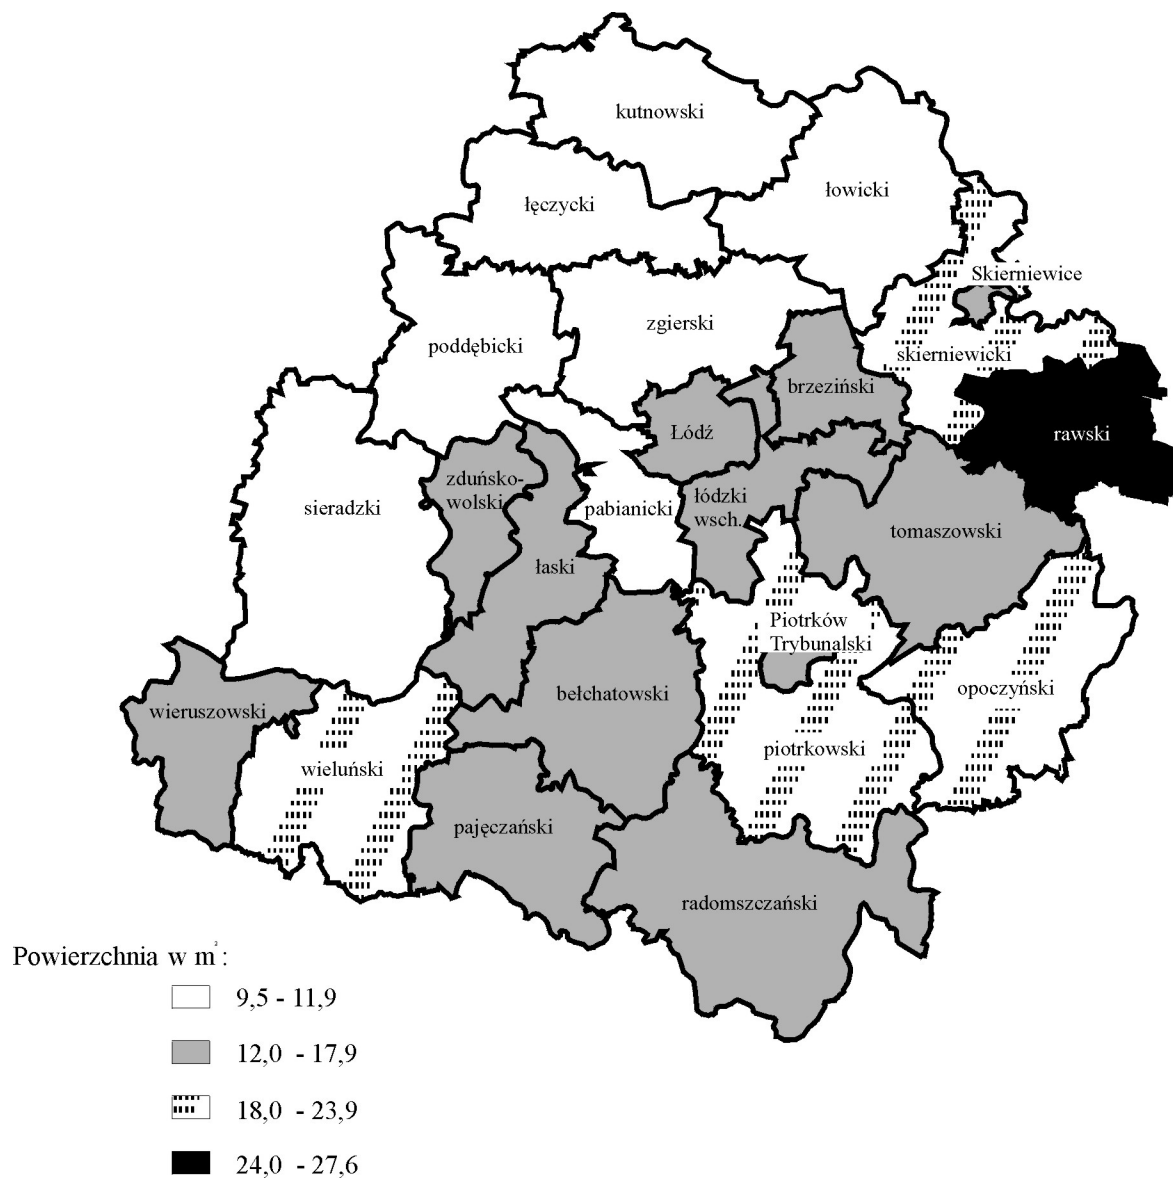 kutnowski
łowicki
łęczycki
Skierniewice
zgierski
poddębicki
skierniewicki
brzeziński
Łódź
rawski
zduńsko-
wolski
łódzki
wsch.
sieradzki
pabianicki
tomaszowski
łaski
Piotrków
Trybunalski
opoczyński
bełchatowski
wieruszowski
piotrkowski
wieluński
pajęczański
radomszczański
Powierzchnia w m²:
9,5 - 11,9
12,0 - 17,9
18,0 - 23,9
24,0 - 27,6